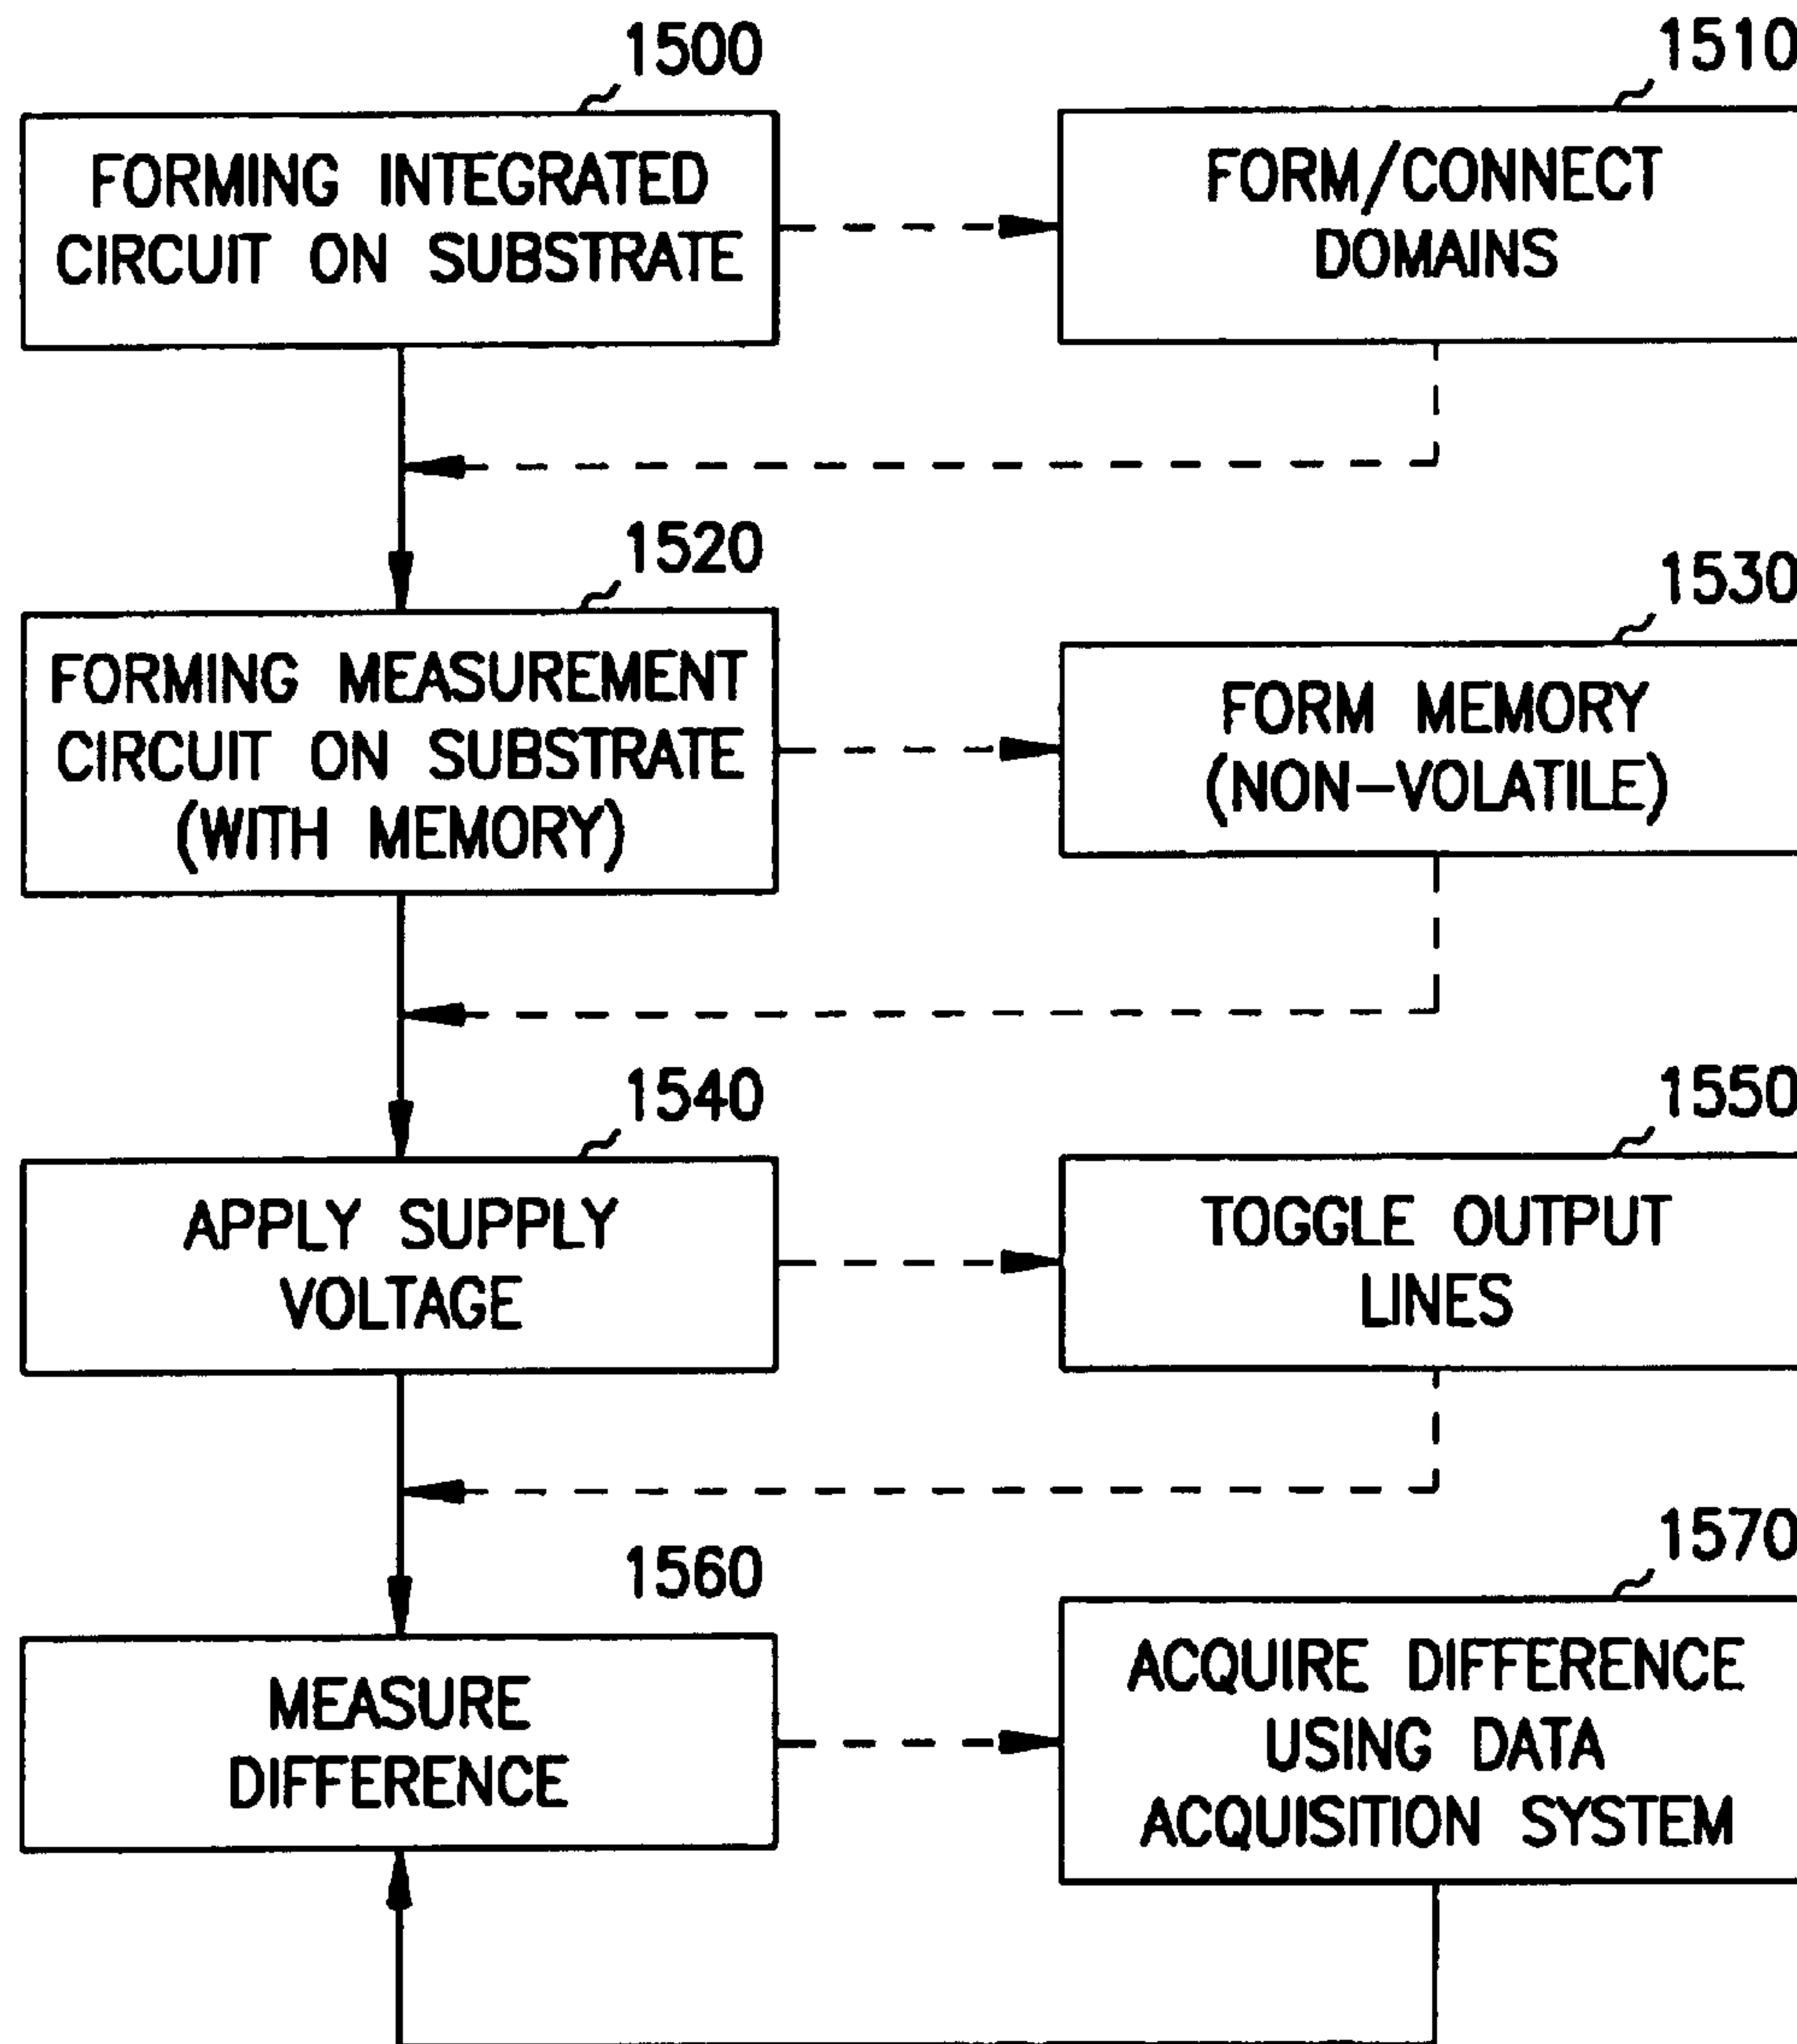 1500
FORMING INTEGRATED
CIRCUIT ON SUBSTRATE
1510
FORM/CONNECT
DOMAINS
1520
FORMING MEASUREMENT
CIRCUIT ON SUBSTRATE
(WITH MEMORY)
1530
FORM MEMORY
(NON-VOLATILE)
1540
APPLY SUPPLY
VOLTAGE
1550
TOGGLE OUTPUT
LINES
1560
MEASURE
DIFFERENCE
1570
ACQUIRE DIFFERENCE
USING DATA
ACQUISITION SYSTEM